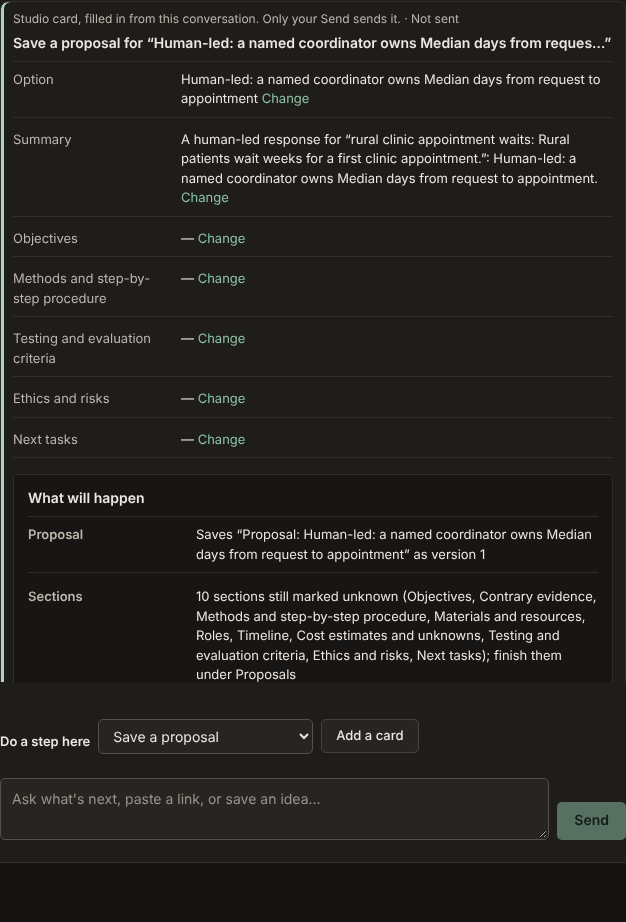 Studio card, filled in from this conversation. Only your Send sends it. · Not sent
Save a proposal for “Human-led: a named coordinator owns Median days from reques...”
Option
Human-led: a named coordinator owns Median days from request to
appointment Change
Summary
A human-led response for “rural clinic appointment waits: Rural
patients wait weeks for a first clinic appointment.”: Human-led: a
named coordinator owns Median days from request to appointment.
Change
Objectives
— Change
Methods and step-by-
step procedure
— Change
Testing and evaluation
criteria
— Change
Ethics and risks
— Change
Next tasks
— Change
What will happen
Proposal
Saves “Proposal: Human-led: a named coordinator owns Median
days from request to appointment” as version 1
Sections
10 sections still marked unknown (Objectives, Contrary evidence,
Methods and step-by-step procedure, Materials and resources,
Roles, Timeline, Cost estimates and unknowns, Testing and
evaluation criteria, Ethics and risks, Next tasks); finish them
under Proposals
Do a step here
Save a proposal
Add a card
Ask what's next, paste a link, or save an idea...
Send